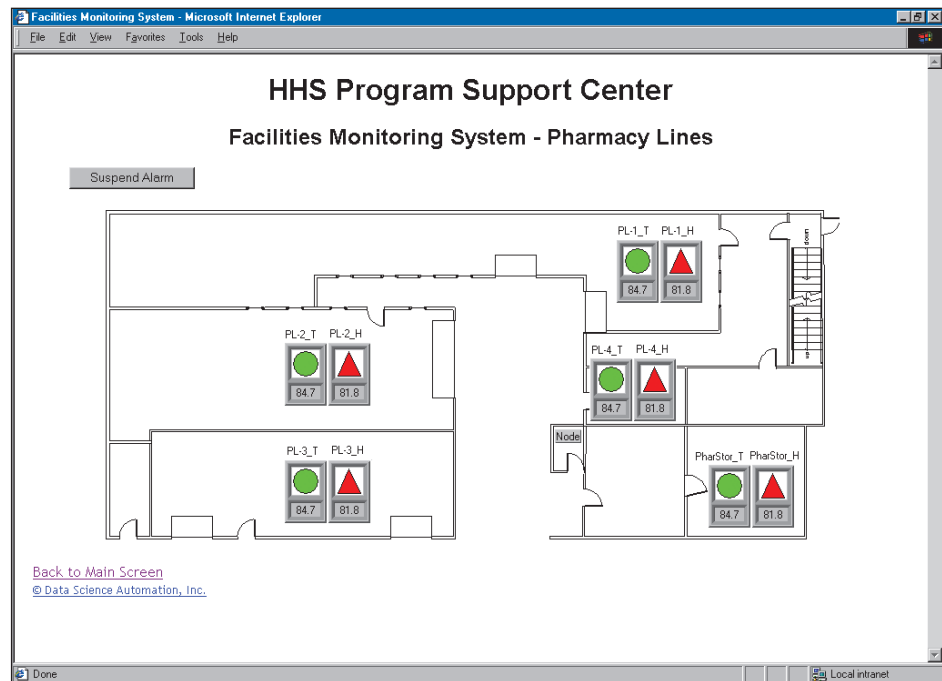 Facilities Monitoring System - Microsoft Internet Explorer
File Edit View Favorites Tools Help
HHS Program Support Center
Facilities Monitoring System - Pharmacy Lines
Suspend Alarm
PL-1_T PL-1_H
84.7 81.8
down
PL-2_T PL-2_H
84.7 81.8
PL-4_T PL-4_H
84.7 81.8
up
Node
PL-3_T PL-3_H
84.7 81.8
PharStor_T PharStor_H
84.7 81.8
Back to Main Screen
© Data Science Automation, Inc.
Done
Local intranet